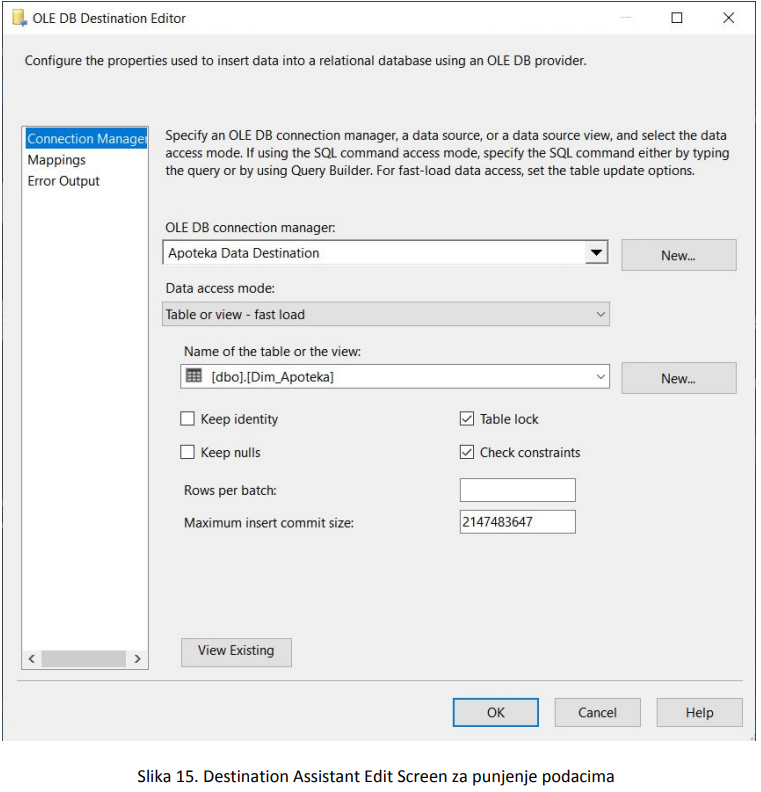 OLE DB Destination Editor
Configure the properties used to insert data into a relational database using an OLE DB provider.
Connection Manager
Mappings
Error Output
Specify an OLE DB connection manager, a data source, or a data source view, and select the data
access mode. If using the SQL command access mode, specify the SQL command either by typing
the query or by using Query Builder. For fast-load data access, set the table update options.
OLE DB connection manager:
Apoteka Data Destination
New...
Data access mode:
Table or view - fast load
Name of the table or the view:
[dbo].[Dim_Apoteka]
New...
Keep identity
Table lock
Keep nulls
Check constraints
Rows per batch:
Maximum insert commit size:
2147483647
View Existing
OK
Cancel
Help
Slika 15. Destination Assistant Edit Screen za punjenje podacima